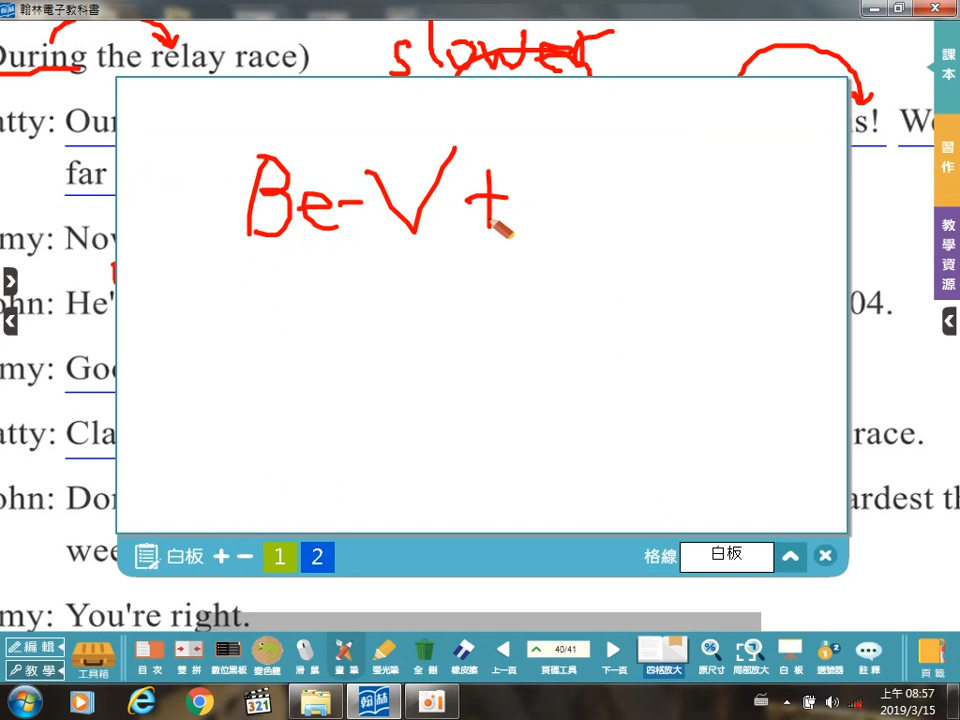 翰林電子教科書
During the relay race)
slower
atty: Our
s! We
far
my: Nov
ohn: He'
04.
my: Goo
atty: Cla
race.
ohn: Don
ardest th
wee
my: You're right.
Be-V +
課本
習作
教學資源
白板 + − 1 2
格線 白板
編輯
教學
工具箱
目次 雙拼 數位黑板 變色龍 滑鼠 畫筆 螢光筆 全刪 橡皮擦 上一頁 40/41 頁碼工具 下一頁 四格放大 原尺寸 局部放大 白板 選號器 註釋 頁籤
321
翰林
上午 08:57
2019/3/15